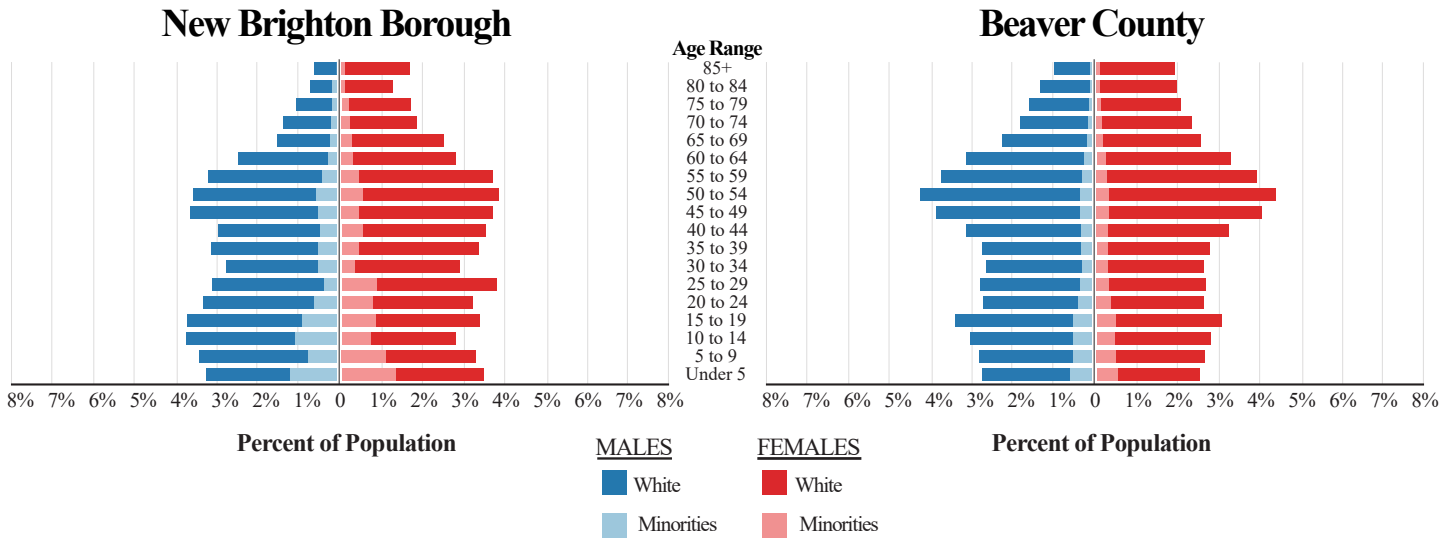 New Brighton Borough
Beaver County
Age Range
85+
80 to 84
75 to 79
70 to 74
65 to 69
60 to 64
55 to 59
50 to 54
45 to 49
40 to 44
35 to 39
30 to 34
25 to 29
20 to 24
15 to 19
10 to 14
5 to 9
Under 5
8% 7% 6% 5% 4% 3% 2% 1% 0 1% 2% 3% 4% 5% 6% 7% 8%
8% 7% 6% 5% 4% 3% 2% 1% 0 1% 2% 3% 4% 5% 6% 7% 8%
Percent of Population
Percent of Population
MALES
White
Minorities
FEMALES
White
Minorities